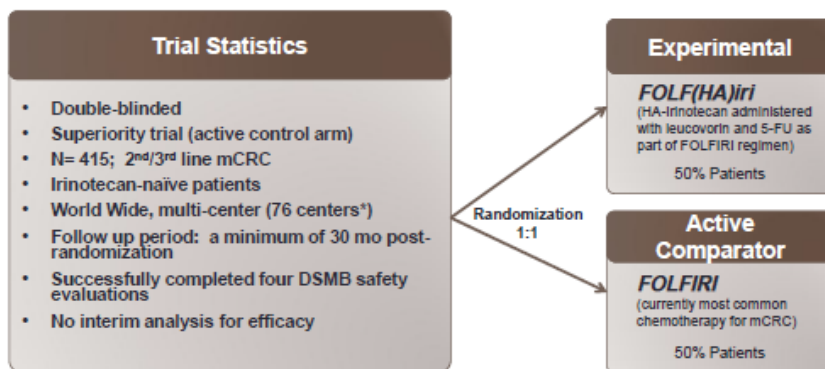 Trial Statistics
• Double-blinded
• Superiority trial (active control arm)
• N= 415; 2nd/3rd line mCRC
• Irinotecan-naïve patients
• World Wide, multi-center (76 centers*)
• Follow up period: a minimum of 30 mo post-
randomization
• Successfully completed four DSMB safety
evaluations
• No interim analysis for efficacy
Randomization
1:1
Experimental
FOLF(HA)iri
(HA-Irinotecan administered
with leucovorin and 5-FU as
part of FOLFIRI regimen)
50% Patients
Active
Comparator
FOLFIRI
(currently most common
chemotherapy for mCRC)
50% Patients